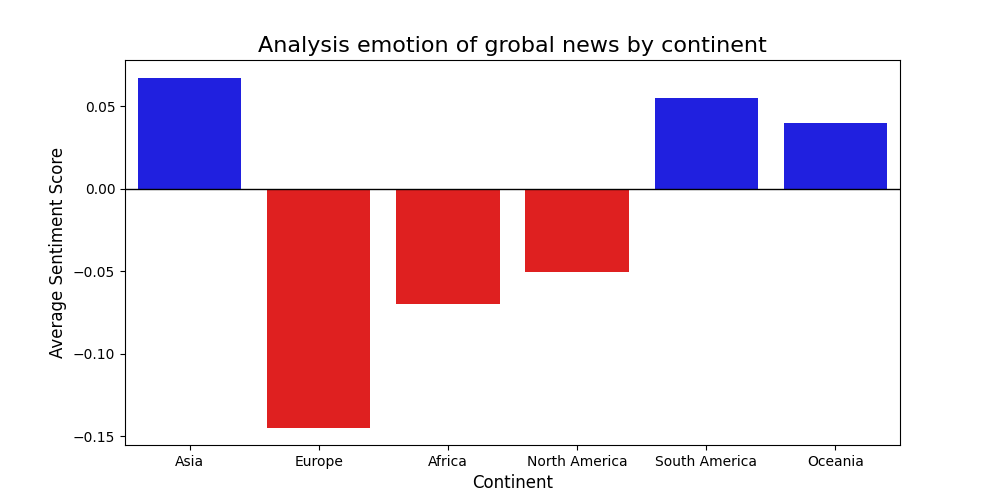 Analysis emotion of grobal news by continent
Average Sentiment Score
0.05
0.00
−0.05
−0.10
−0.15
Asia Europe Africa North America South America Oceania
Continent